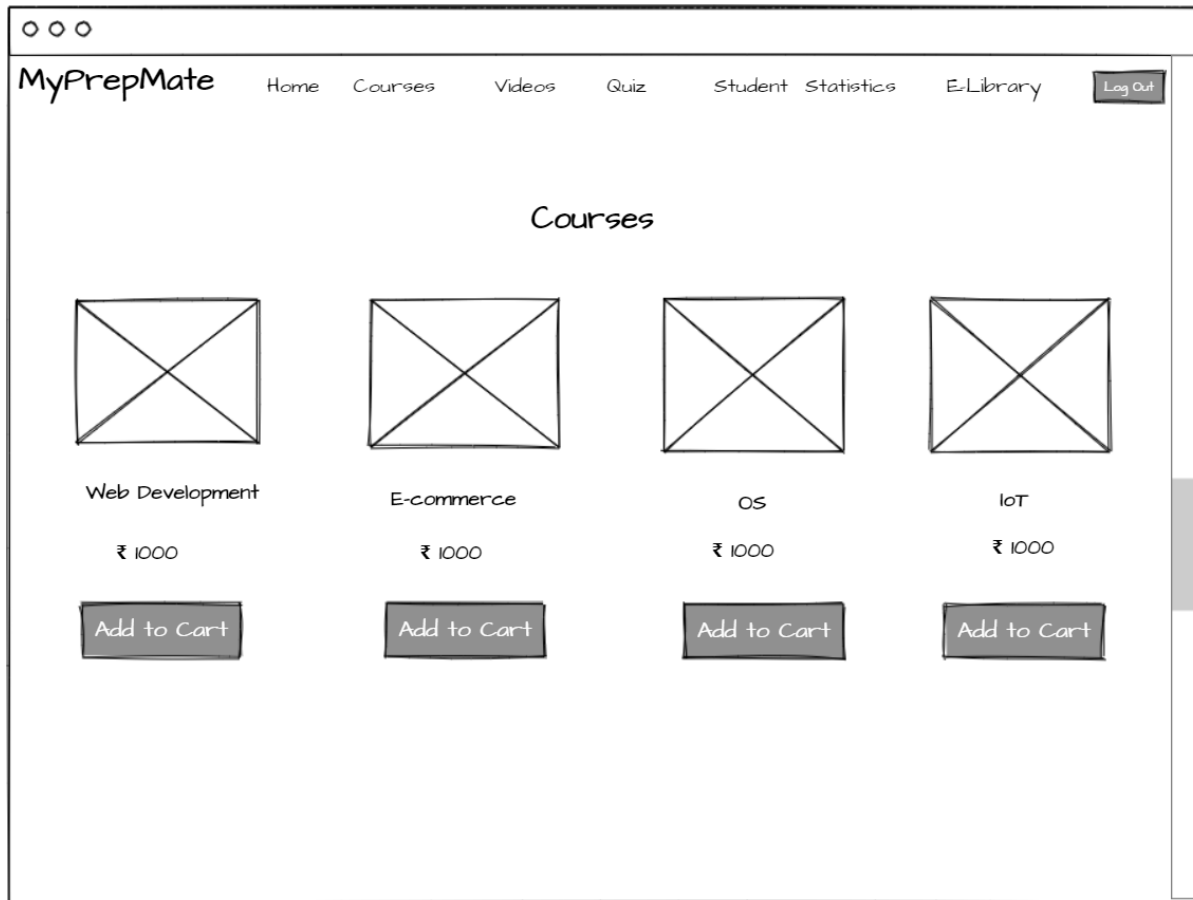 MyPrepMate Home Courses Videos Quiz Student Statistics E-Library Log Out
Courses
Web Development E-commerce OS IoT
₹ 1000 ₹ 1000 ₹ 1000 ₹ 1000
Add to Cart Add to Cart Add to Cart Add to Cart